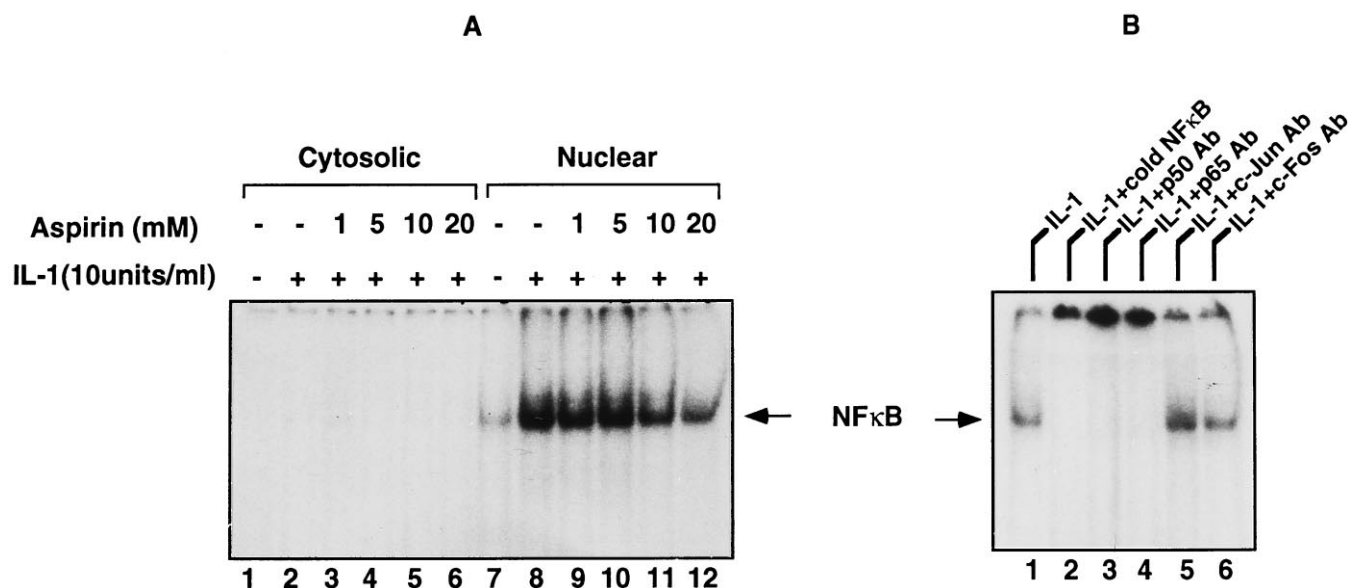 A
B
Cytosolic Nuclear
Aspirin (mM) - - 1 5 10 20 - - 1 5 10 20
IL-1(10units/ml) - + + + + + - + + + + +
1 2 3 4 5 6 7 8 9 10 11 12
NFκB
IL-1
IL-1+cold NFκB
IL-1+p50 Ab
IL-1+p65 Ab
IL-1+c-Jun Ab
IL-1+c-Fos Ab
1 2 3 4 5 6